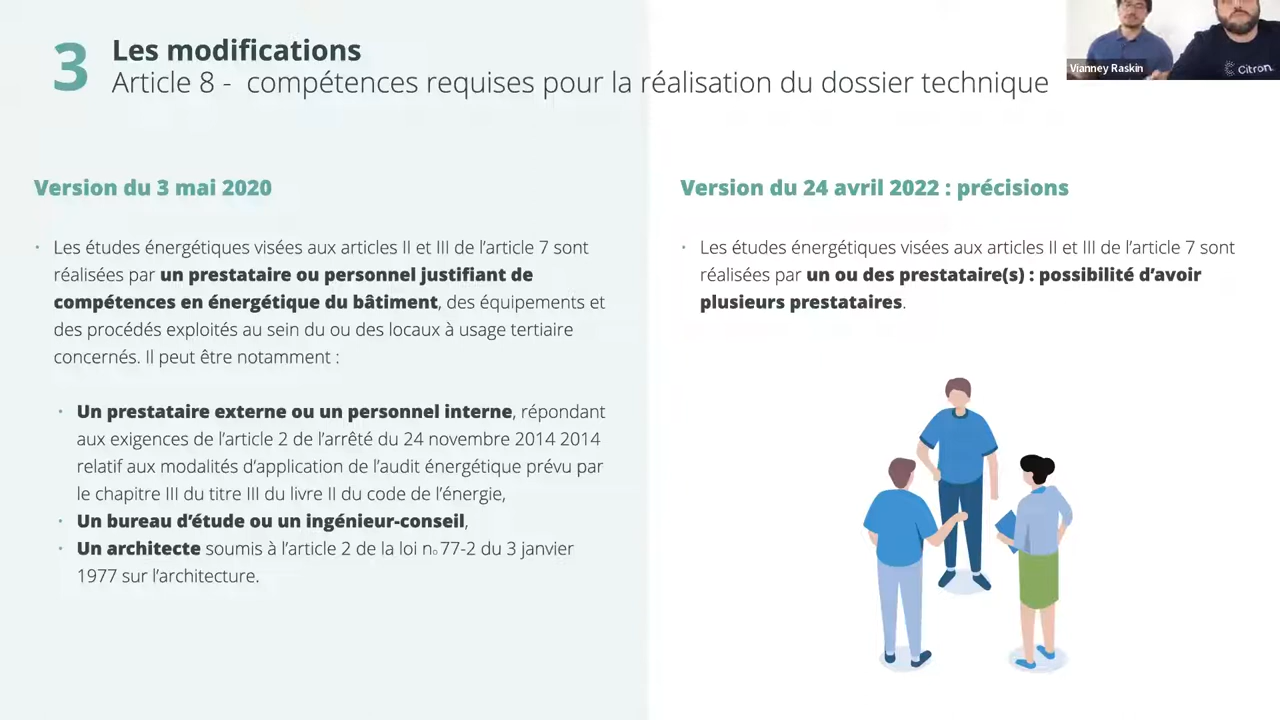 3
Les modifications
Article 8 - compétences requises pour la réalisation du dossier technique
Vianney Raskin
Citron
Version du 3 mai 2020
• Les études énergétiques visées aux articles II et III de l’article 7 sont
réalisées par un prestataire ou personnel justifiant de
compétences en énergétique du bâtiment, des équipements et
des procédés exploités au sein du ou des locaux à usage tertiaire
concernés. Il peut être notamment :
• Un prestataire externe ou un personnel interne, répondant
aux exigences de l’article 2 de l’arrêté du 24 novembre 2014 2014
relatif aux modalités d’application de l’audit énergétique prévu par
le chapitre III du titre III du livre II du code de l’énergie,
• Un bureau d’étude ou un ingénieur-conseil,
• Un architecte soumis à l’article 2 de la loi n°77-2 du 3 janvier
1977 sur l’architecture.
Version du 24 avril 2022 : précisions
• Les études énergétiques visées aux articles II et III de l’article 7 sont
réalisées par un ou des prestataire(s) : possibilité d’avoir
plusieurs prestataires.